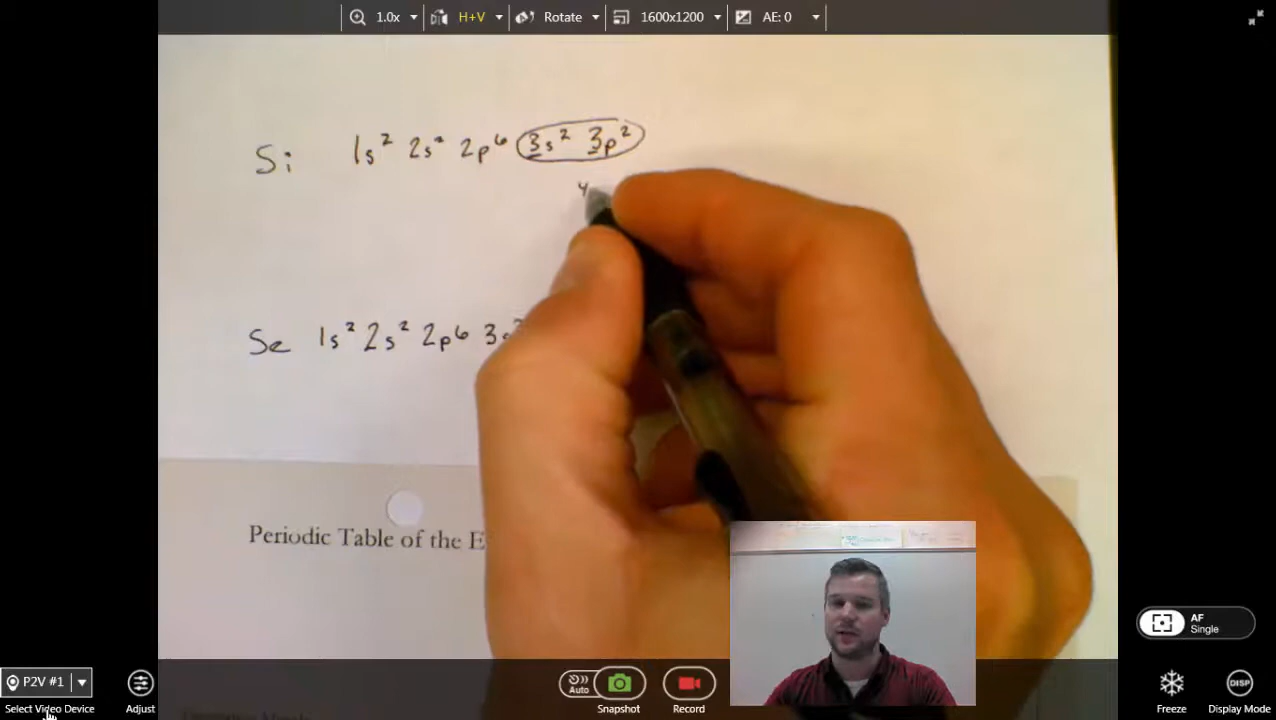 1.0x H+V Rotate 1600x1200 AE: 0
Si 1s² 2s² 2p⁶ 3s² 3p²
4
Se 1s² 2s² 2p⁶ 3s
Periodic Table of the E
P2V #1
Select Video Device
Adjust
Auto
Snapshot
Record
AF
Single
Freeze
DISP
Display Mode